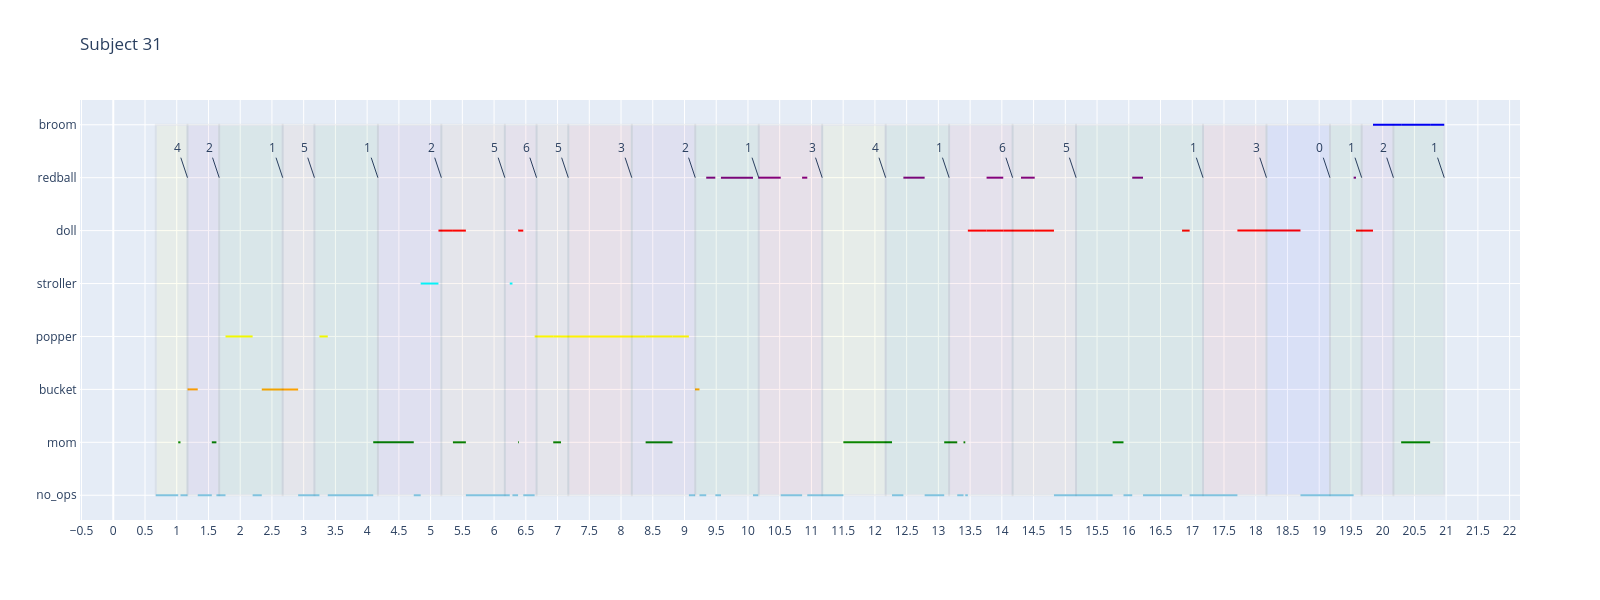 Subject 31
broom
4 2 1 5 1 2 5 6 5 3 2 1 3 4 1 6 5 1 3 0 1 2 1
redball
doll
stroller
popper
bucket
mom
no_ops
−0.5 0 0.5 1 1.5 2 2.5 3 3.5 4 4.5 5 5.5 6 6.5 7 7.5 8 8.5 9 9.5 10 10.5 11 11.5 12 12.5 13 13.5 14 14.5 15 15.5 16 16.5 17 17.5 18 18.5 19 19.5 20 20.5 21 21.5 22